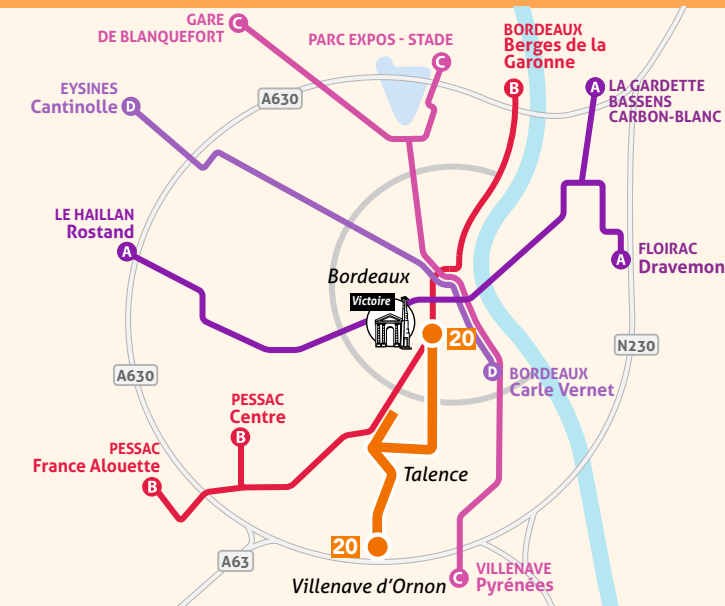 GARE
DE BLANQUEFORT
C
PARC EXPOS - STADE
C
BORDEAUX
Berges de la
Garonne
B
A
LA GARDETTE
BASSENS
CARBON-BLANC
EYSINES
Cantinolle
D
A630
LE HAILLAN
Rostand
A
FLOIRAC
Dravemont
A
Bordeaux
Victoire
20
N230
A630
D
BORDEAUX
Carle Vernet
PESSAC
Centre
B
PESSAC
France Alouette
B
Talence
20
A63
Villenave d'Ornon
C
VILLENAVE
Pyrénées